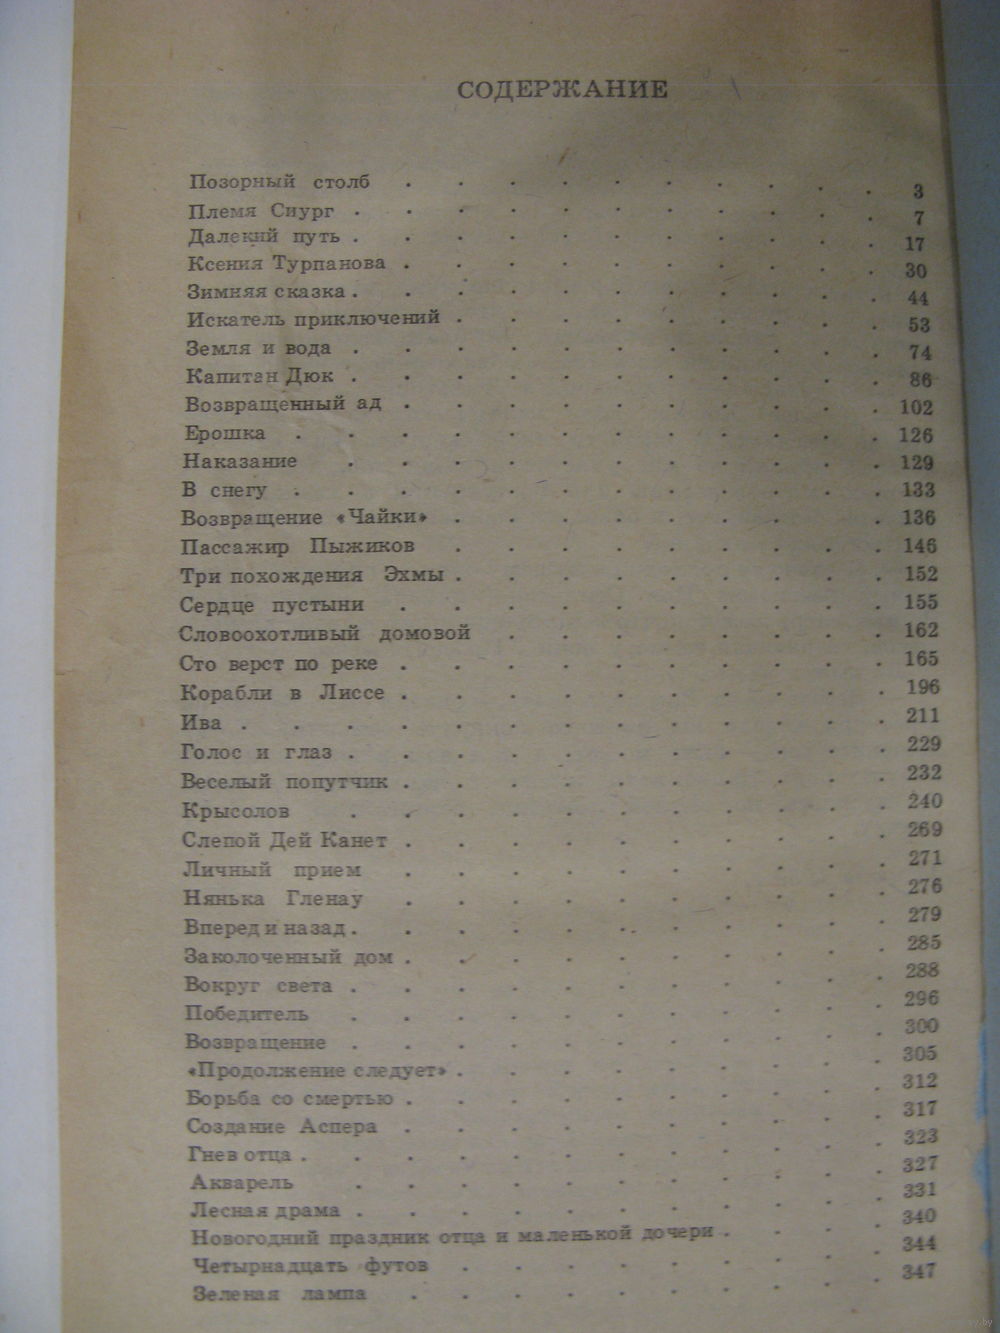 СОДЕРЖАНИЕ
Позорный столб . . . . . . . . . . 3
Племя Сиург . . . . . . . . . . . 7
Далекий путь . . . . . . . . . . . 17
Ксения Турпанова . . . . . . . . . . 30
Зимняя сказка . . . . . . . . . . . 44
Искатель приключений . . . . . . . . . 53
Земля и вода . . . . . . . . . . . 74
Капитан Дюк . . . . . . . . . . . 86
Возвращенный ад . . . . . . . . . . 102
Ерошка . . . . . . . . . . . . 126
Наказание . . . . . . . . . . . 129
В снегу . . . . . . . . . . . . 133
Возвращение «Чайки» . . . . . . . . 136
Пассажир Пыжиков . . . . . . . . . 146
Три похождения Эхмы . . . . . . . . . 152
Сердце пустыни . . . . . . . . . . 155
Словоохотливый домовой . . . . . . . . 162
Сто верст по реке . . . . . . . . . . 165
Корабли в Лиссе . . . . . . . . . . 196
Ива . . . . . . . . . . . . . 211
Голос и глаз . . . . . . . . . . . 229
Веселый попутчик . . . . . . . . . . 232
Крысолов . . . . . . . . . . . 240
Слепой Дей Канет . . . . . . . . . . 269
Личный прием . . . . . . . . . . 271
Нянька Гленау . . . . . . . . . . 276
Вперед и назад . . . . . . . . . . . 279
Заколоченный дом . . . . . . . . . . 285
Вокруг света . . . . . . . . . . . 288
Победитель . . . . . . . . . . . 296
Возвращение . . . . . . . . . . . 300
«Продолжение следует» . . . . . . . . . 305
Борьба со смертью . . . . . . . . . . 312
Создание Аспера . . . . . . . . . . 317
Гнев отца . . . . . . . . . . . . 323
Акварель . . . . . . . . . . . 327
Лесная драма . . . . . . . . . . . 331
Новогодний праздник отца и маленькой дочери . . . . 340
Четырнадцать футов . . . . . . . . . 344
Зеленая лампа . . . . . . . . . . 347